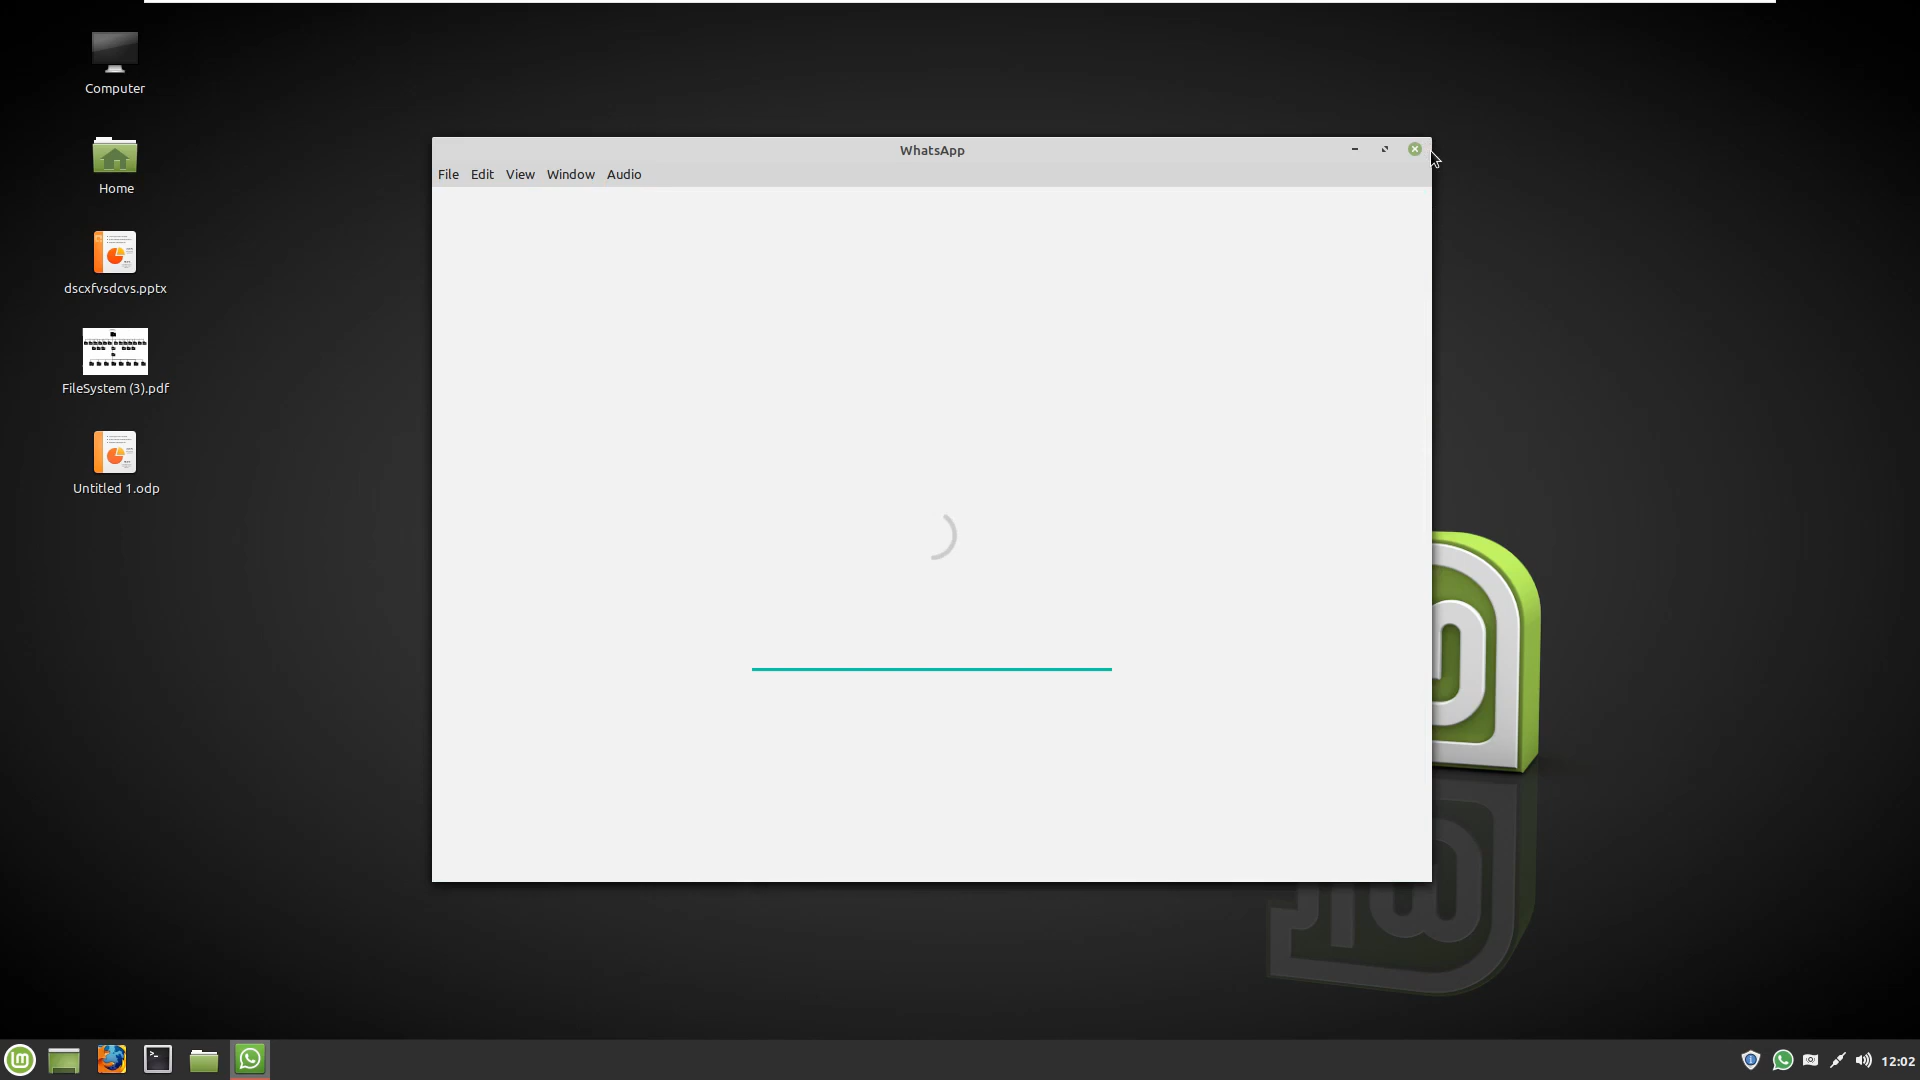 Computer
Home
dscxfvsdcvs.pptx
FileSystem (3).pdf
Untitled 1.odp
WhatsApp
File Edit View Window Audio
12:02